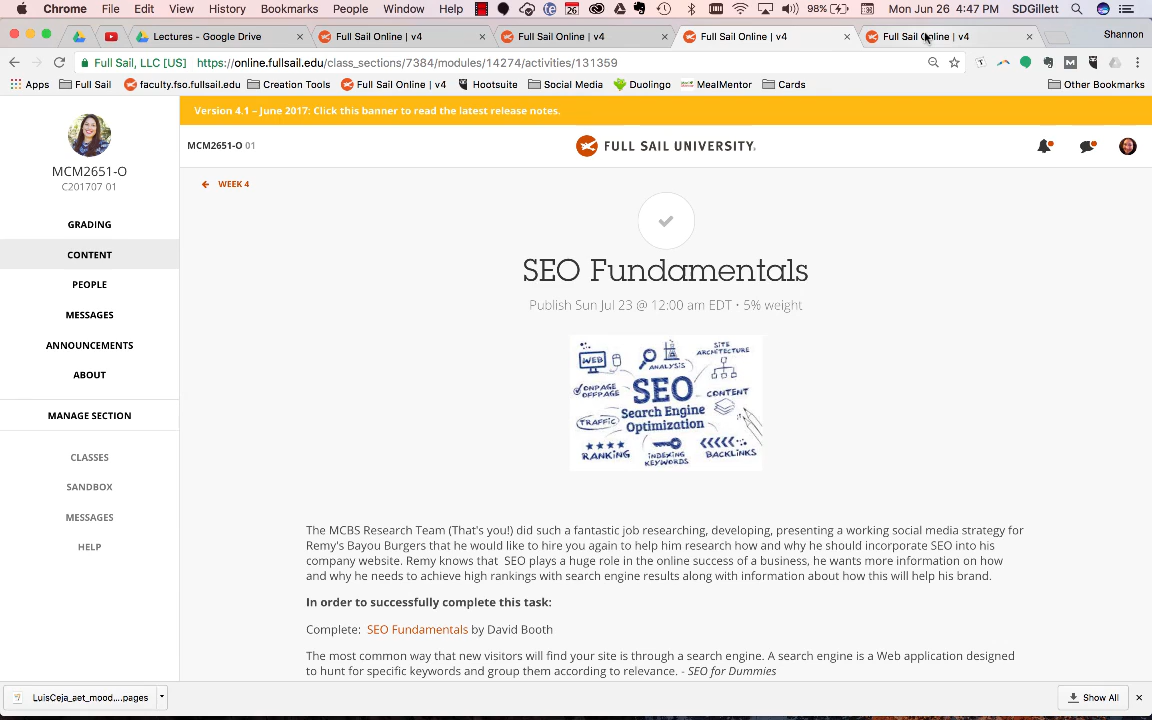 Chrome File Edit View History Bookmarks People Window Help 26 98% Mon Jun 26 4:47 PM SDGillett
Lectures - Google Drive Full Sail Online | v4 Full Sail Online | v4 Full Sail Online | v4 Full Sail Online | v4 Shannon
Full Sail, LLC [US] https://online.fullsail.edu/class_sections/7384/modules/14274/activities/131359
Apps Full Sail faculty.fso.fullsail.edu Full Sail Online | v4 Hootsuite Social Media Duolingo MealMentor Cards Other Bookmarks
Version 4.1 – June 2017: Click this banner to read the latest release notes.
MCM2651-O 01
FULL SAIL UNIVERSITY.
MCM2651-O
C201707 01
GRADING
CONTENT
PEOPLE
MESSAGES
ANNOUNCEMENTS
ABOUT
MANAGE SECTION
CLASSES
SANDBOX
MESSAGES
HELP
WEEK 4
SEO Fundamentals
Publish Sun Jul 23 @ 12:00 am EDT • 5% weight
WEB
ANALYSIS
SITE
ARCHITECTURE
ONPAGE
OFFPAGE
SEO
CONTENT
Search Engine
Optimization
TRAFFIC
RANKING
INDEXING
KEYWORDS
BACKLINKS
The MCBS Research Team (That's you!) did such a fantastic job researching, developing, presenting a working social media strategy for
Remy's Bayou Burgers that he would like to hire you again to help him research how and why he should incorporate SEO into his
company website. Remy knows that SEO plays a huge role in the online success of a business, he wants more information on how
and why he needs to achieve high rankings with search engine results along with information about how this will help his brand.
In order to successfully complete this task:
Complete: SEO Fundamentals by David Booth
The most common way that new visitors will find your site is through a search engine. A search engine is a Web application designed
to hunt for specific keywords and group them according to relevance. - SEO for Dummies
LuisCeja_aet_mood....pages
Show All